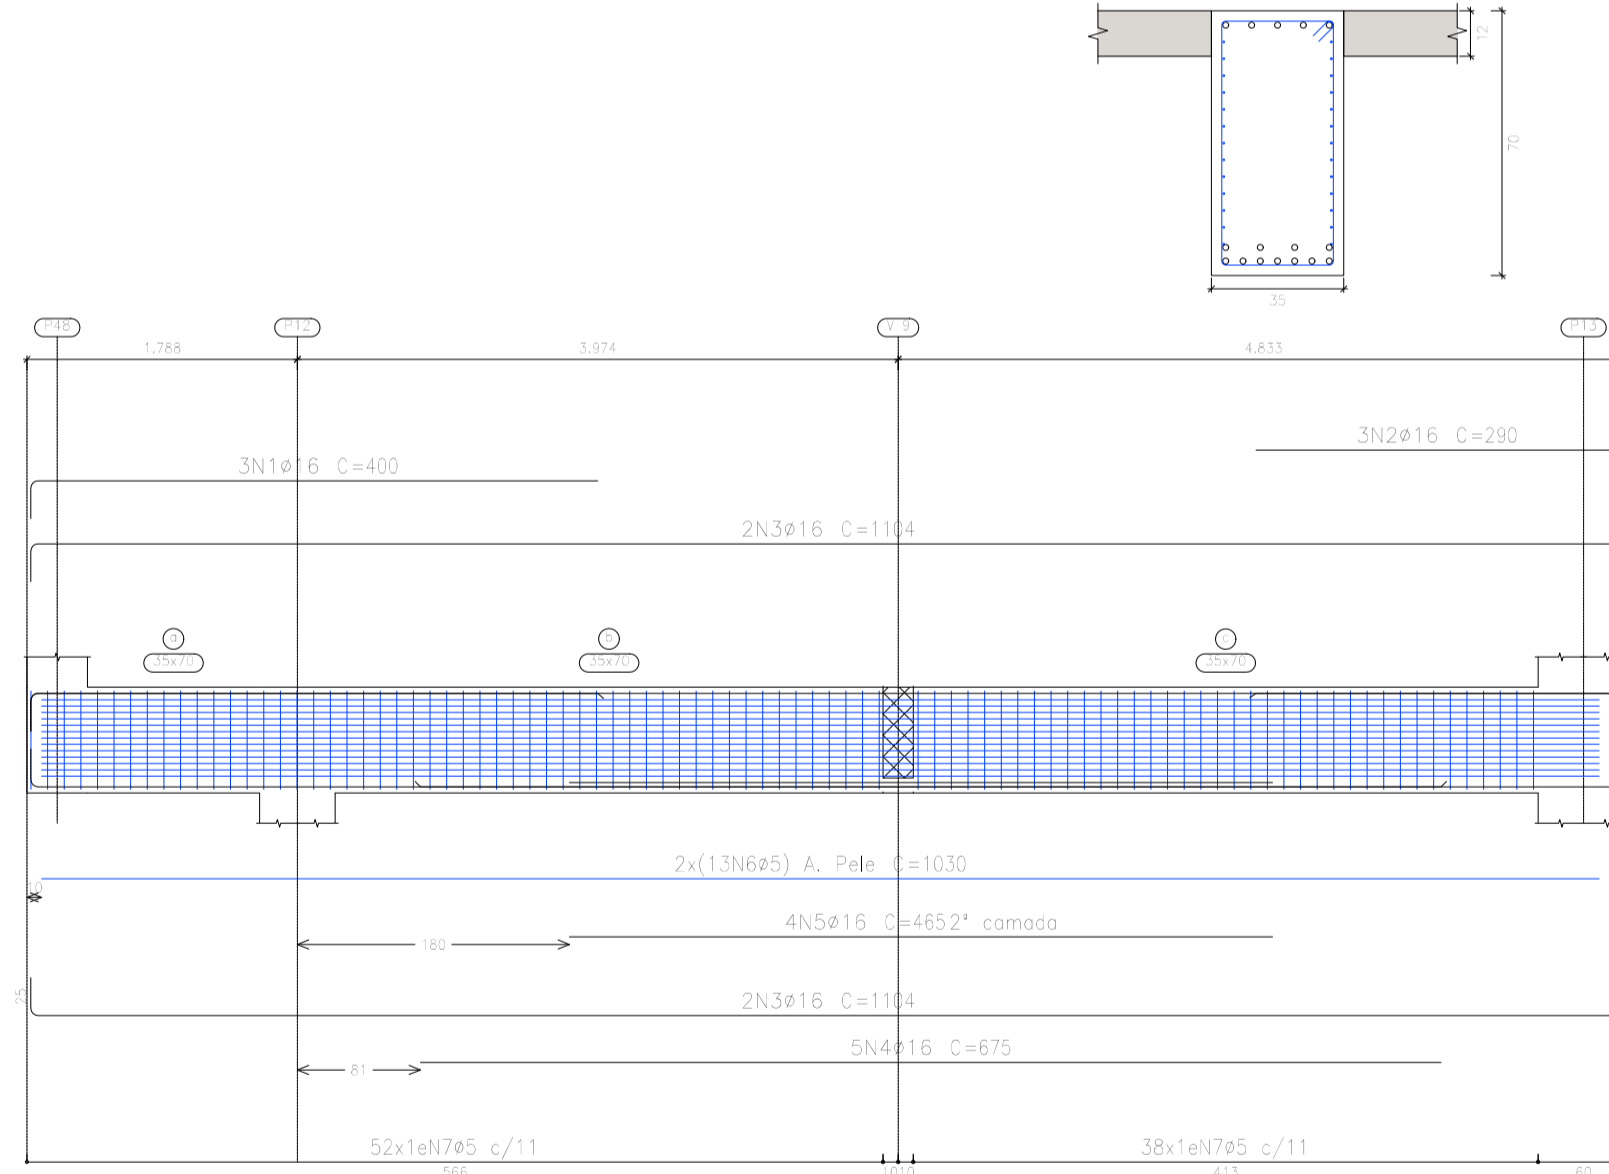 12
70
35
P48
P12
V 9
P13
1.788
3.974
4.833
3N2ø16 C=290
3N1ø16 C=400
2N3ø16 C=1104
a
b
c
35x70
35x70
35x70
2x(13N6ø5) A. Pele C=1030
10
4N5ø16 C=4652ª camada
180
25
2N3ø16 C=1104
5N4ø16 C=675
81
52x1eN7ø5 c/11
38x1eN7ø5 c/11
566
1010
413
60